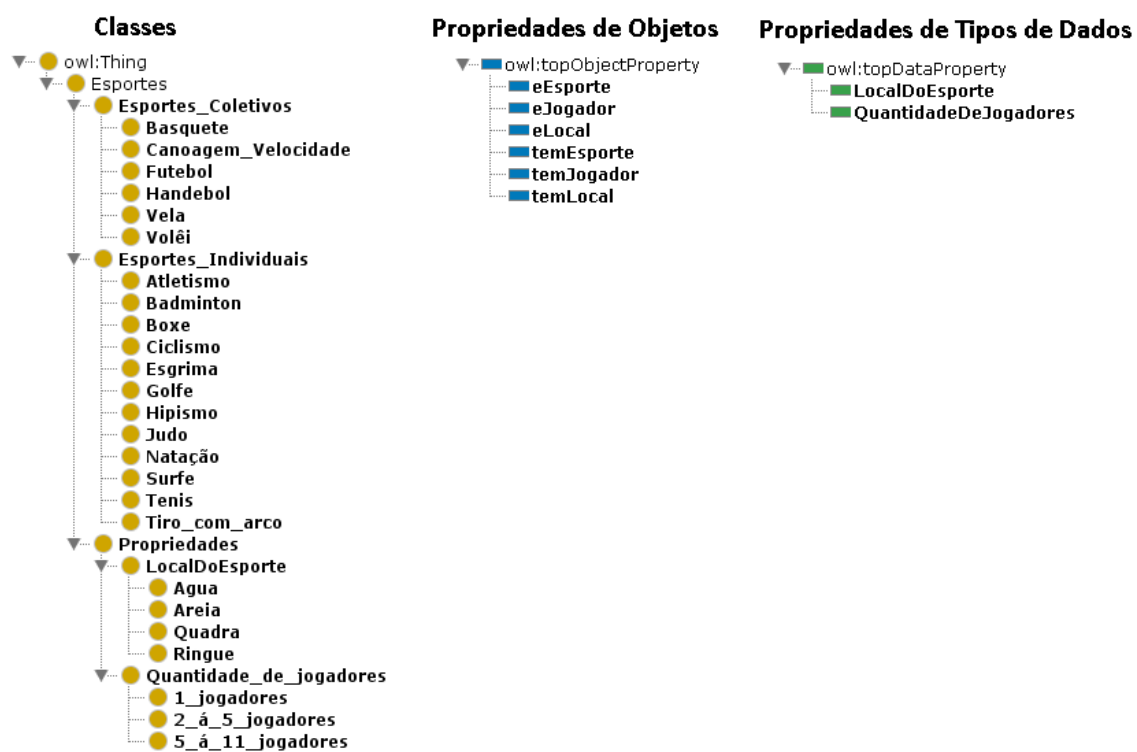 Classes
owl:Thing
Esportes
Esportes_Coletivos
Basquete
Canoagem_Velocidade
Futebol
Handebol
Vela
Volêi
Esportes_Individuais
Atletismo
Badminton
Boxe
Ciclismo
Esgrima
Golfe
Hipismo
Judo
Natação
Surfe
Tenis
Tiro_com_arco
Propriedades
LocalDoEsporte
Agua
Areia
Quadra
Ringue
Quantidade_de_jogadores
1_jogadores
2_á_5_jogadores
5_á_11_jogadores
Propriedades de Objetos
owl:topObjectProperty
eEsporte
eJogador
eLocal
temEsporte
temJogador
temLocal
Propriedades de Tipos de Dados
owl:topDataProperty
LocalDoEsporte
QuantidadeDeJogadores